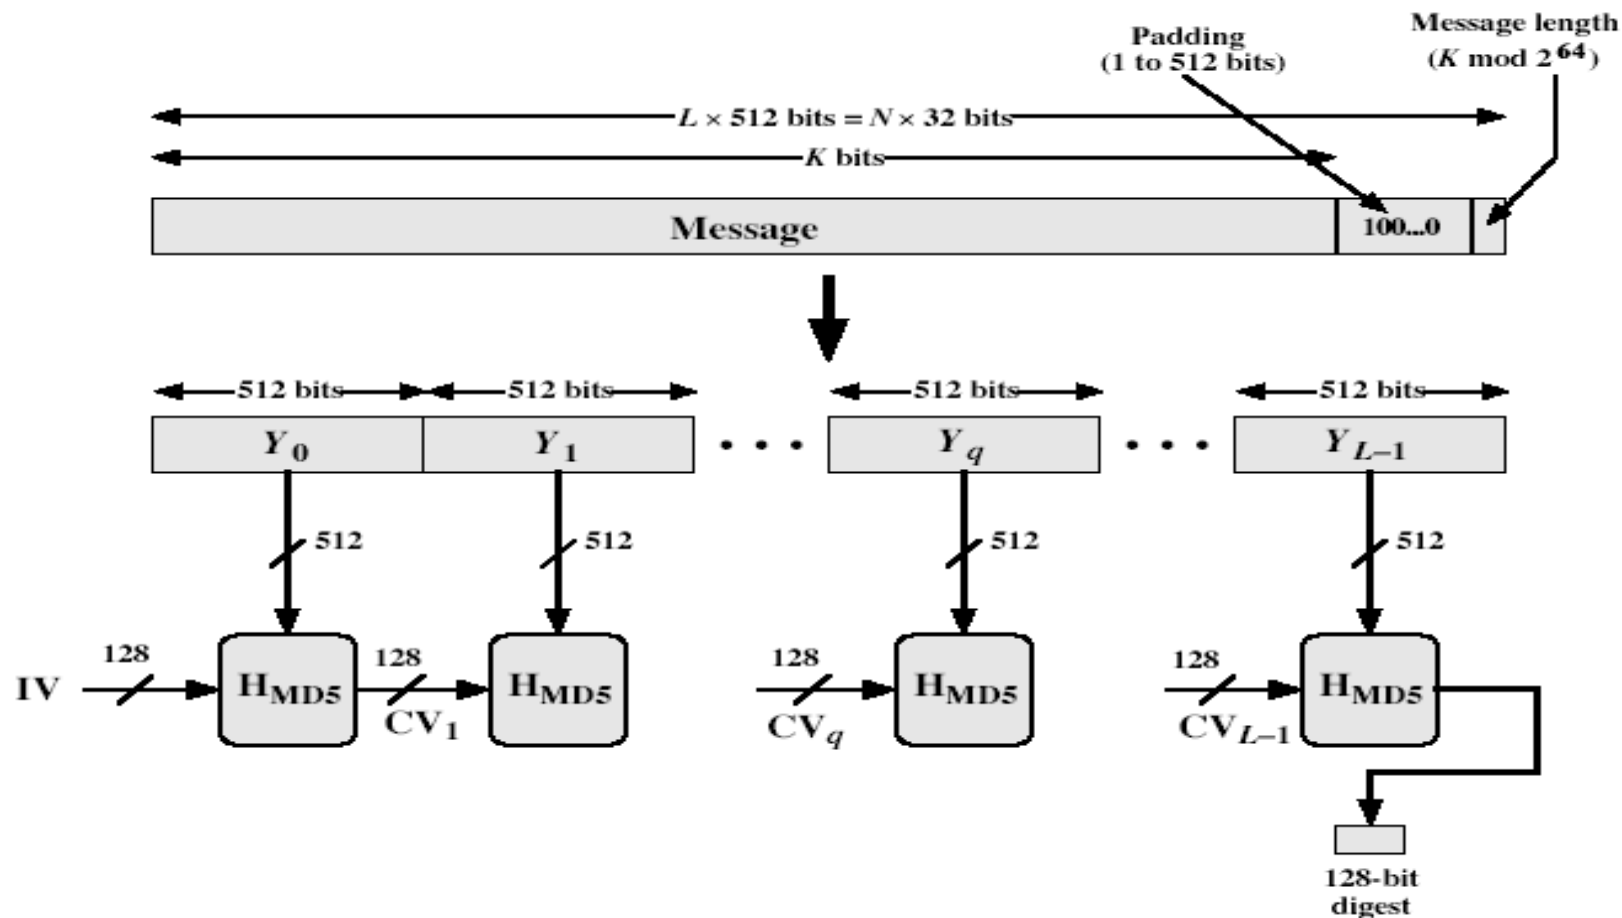 Padding
(1 to 512 bits)
Message length
(K mod 2^64)
L × 512 bits = N × 32 bits
K bits
Message
100...0
512 bits
512 bits
512 bits
512 bits
Y0
Y1
• • •
Yq
• • •
YL–1
512
512
512
512
IV
128
HMD5
128
CV1
HMD5
128
CVq
HMD5
128
CVL–1
HMD5
128-bit
digest